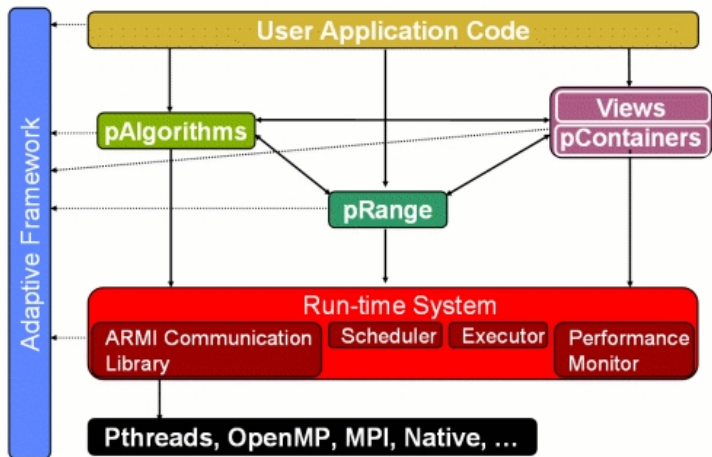 Adaptive Framework
User Application Code
pAlgorithms
Views
pContainers
pRange
Run-time System
ARMI Communication
Library
Scheduler
Executor
Performance
Monitor
Pthreads, OpenMP, MPI, Native, ...